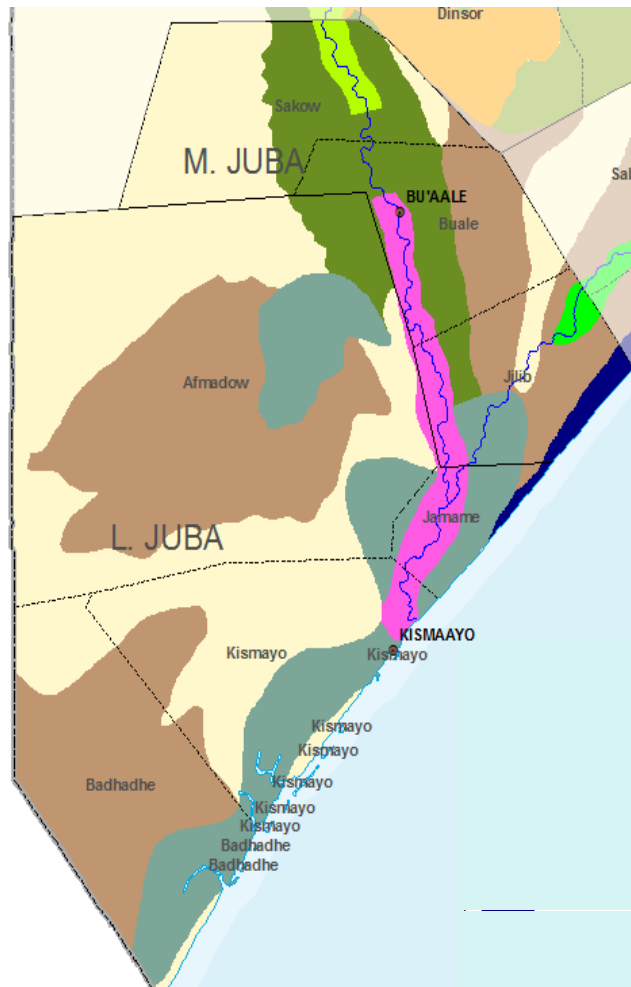 Dinsor
Sakow
M. JUBA
BU'AALE
Buale
Sal
Afmadow
Jilib
Jamame
L. JUBA
KISMAAYO
Kismayo
Kismayo
Kismayo
Kismayo
Badhadhe
Kismayo
Kismayo
Kismayo
Badhadhe
Badhadhe